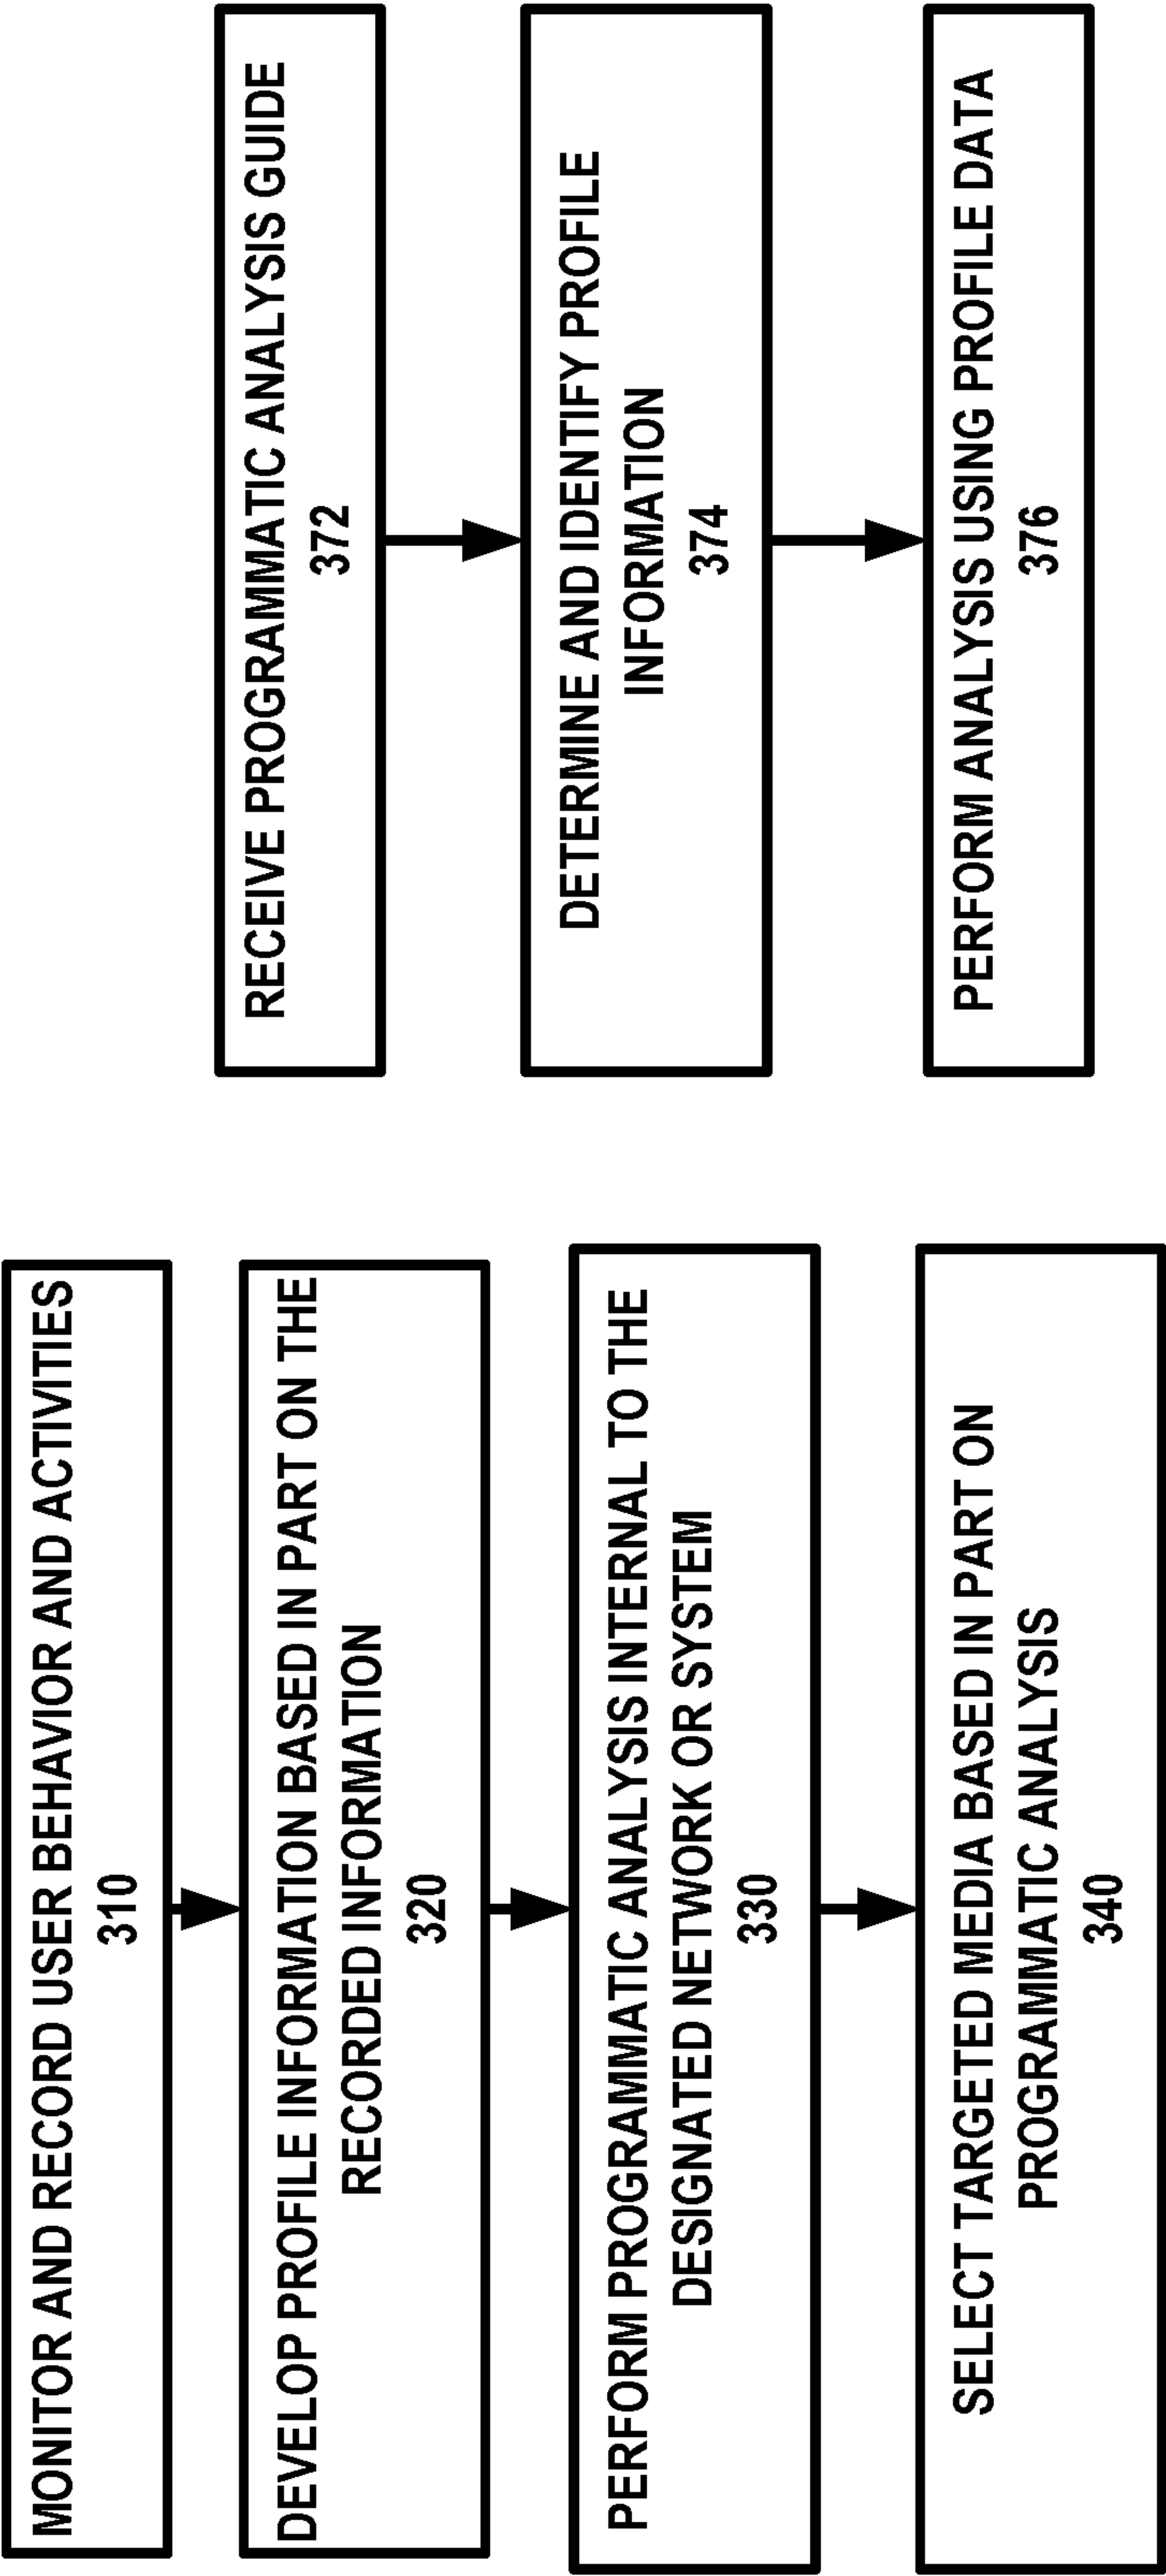 MONITOR AND RECORD USER BEHAVIOR AND ACTIVITIES
310
DEVELOP PROFILE INFORMATION BASED IN PART ON THE
RECORDED INFORMATION
320
PERFORM PROGRAMMATIC ANALYSIS INTERNAL TO THE
DESIGNATED NETWORK OR SYSTEM
330
SELECT TARGETED MEDIA BASED IN PART ON
PROGRAMMATIC ANALYSIS
340
RECEIVE PROGRAMMATIC ANALYSIS GUIDE
372
DETERMINE AND IDENTIFY PROFILE
INFORMATION
374
PERFORM ANALYSIS USING PROFILE DATA
376